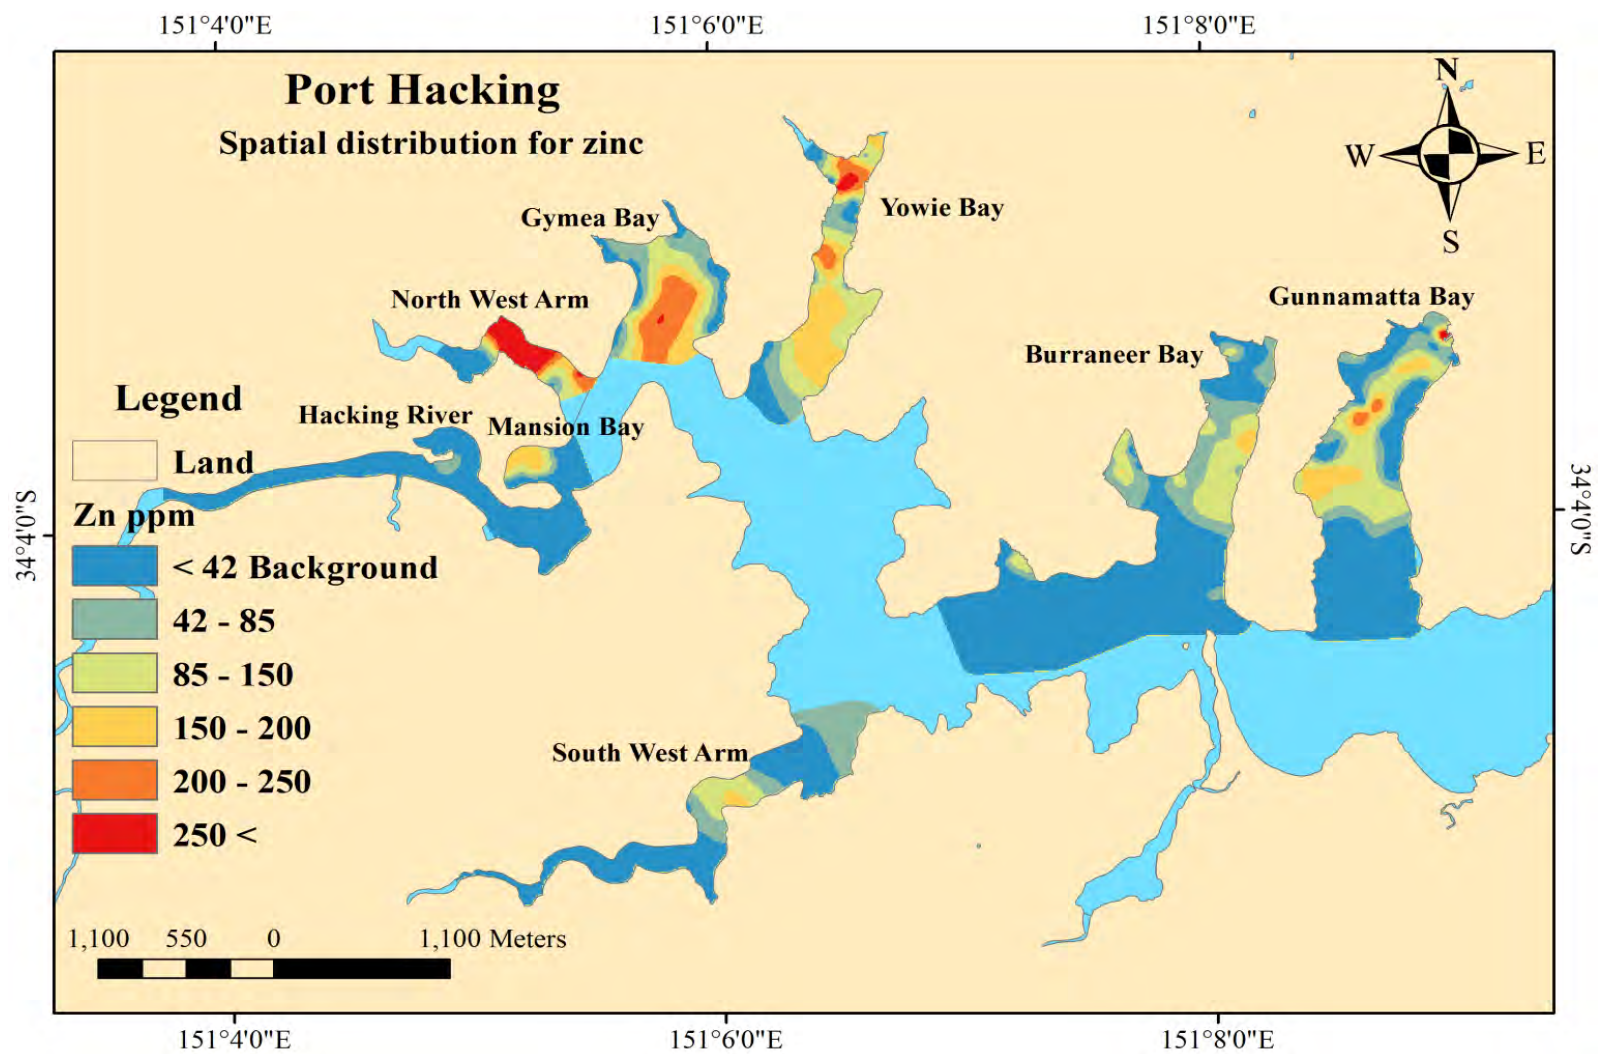 151°4'0"E 151°6'0"E 151°8'0"E
Port Hacking
Spatial distribution for zinc
N
W E
S
Yowie Bay
Gymea Bay
North West Arm
Gunnamatta Bay
Burraneer Bay
Hacking River
Mansion Bay
South West Arm
34°4'0"S
34°4'0"S
Legend
Land
Zn ppm
< 42 Background
42 - 85
85 - 150
150 - 200
200 - 250
250 <
1,100 550 0 1,100 Meters
151°4'0"E 151°6'0"E 151°8'0"E